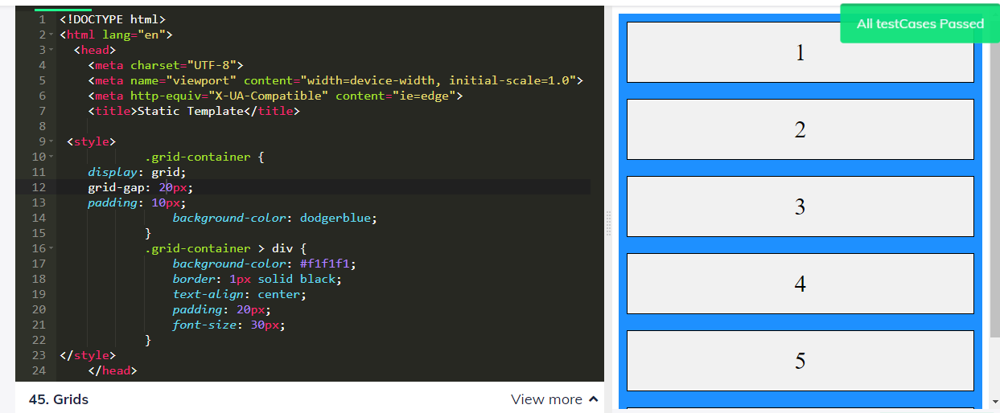 1 <!DOCTYPE html>
2 <html lang="en">
3 <head>
4 <meta charset="UTF-8">
5 <meta name="viewport" content="width=device-width, initial-scale=1.0">
6 <meta http-equiv="X-UA-Compatible" content="ie=edge">
7 <title>Static Template</title>
8
9 <style>
10 .grid-container {
11 display: grid;
12 grid-gap: 20px;
13 padding: 10px;
14 background-color: dodgerblue;
15 }
16 .grid-container > div {
17 background-color: #f1f1f1;
18 border: 1px solid black;
19 text-align: center;
20 padding: 20px;
21 font-size: 30px;
22 }
23 </style>
24 </head>
45. Grids
View more
All testCases Passed
1
2
3
4
5